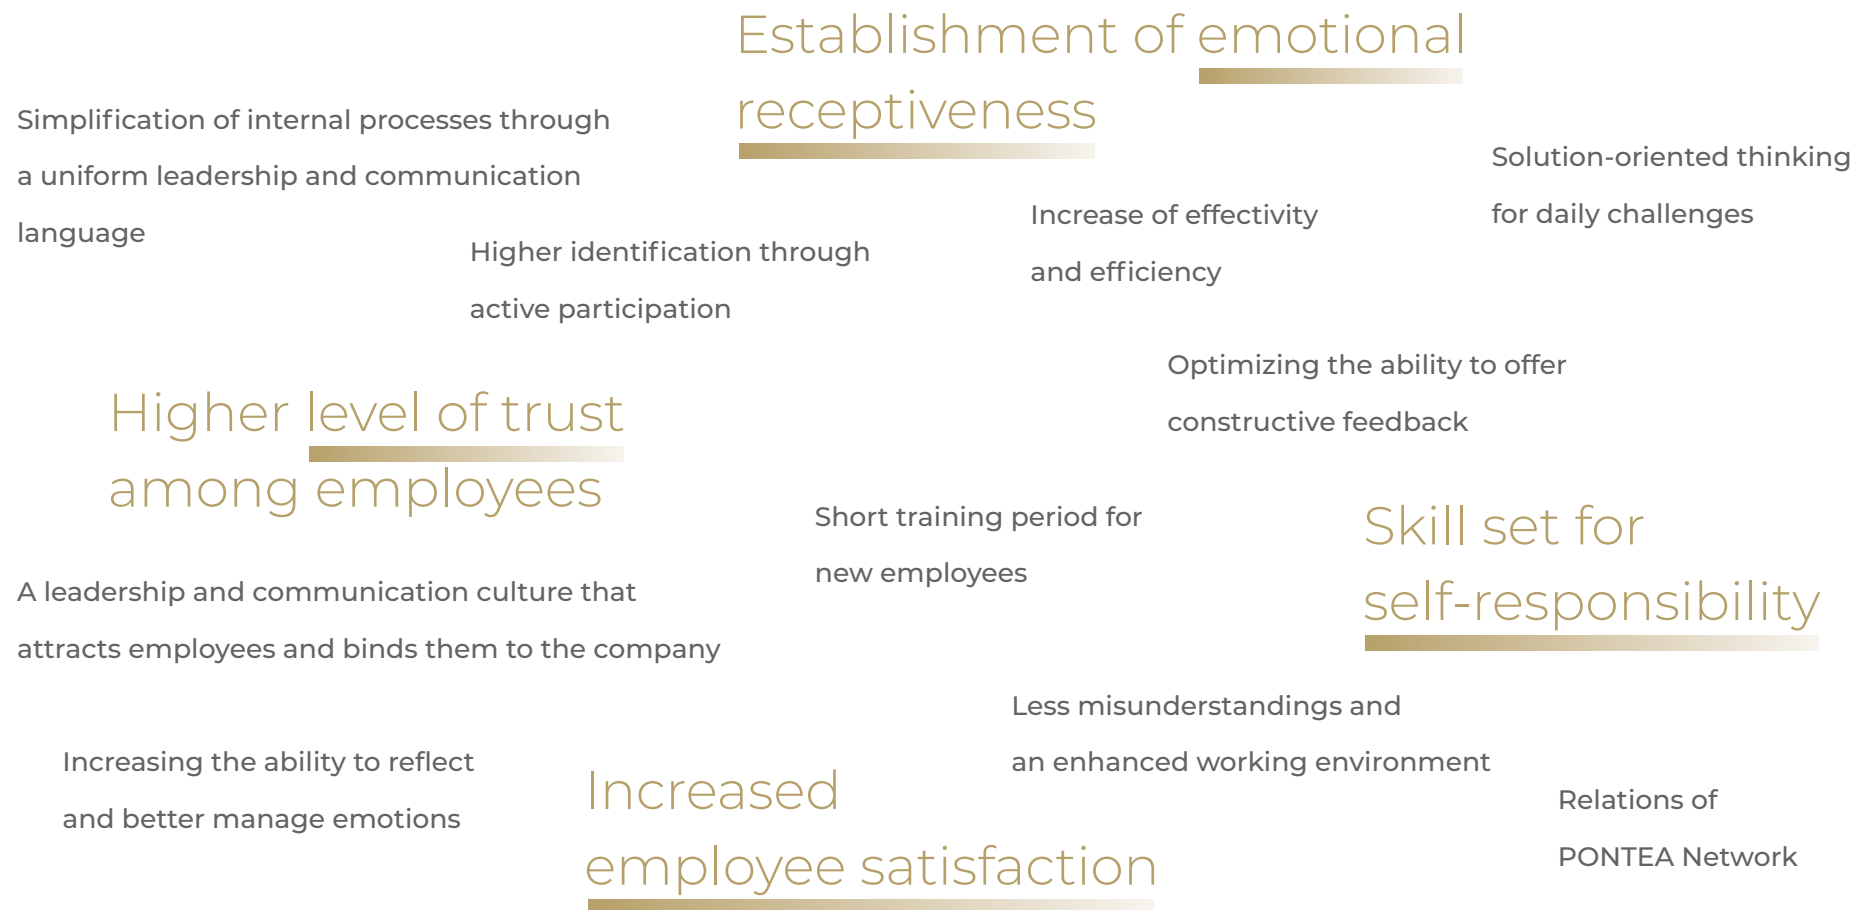 Establishment of emotional
receptiveness
Simplification of internal processes through
a uniform leadership and communication
language
Solution-oriented thinking
for daily challenges
Increase of effectivity
and efficiency
Higher identification through
active participation
Optimizing the ability to offer
constructive feedback
Higher level of trust
among employees
Short training period for
new employees
Skill set for
self-responsibility
A leadership and communication culture that
attracts employees and binds them to the company
Less misunderstandings and
an enhanced working environment
Increasing the ability to reflect
and better manage emotions
Increased
employee satisfaction
Relations of
PONTEA Network